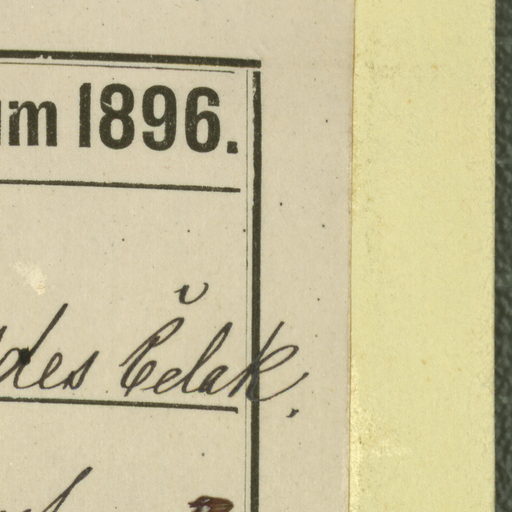 um 1896.
des Čelak.